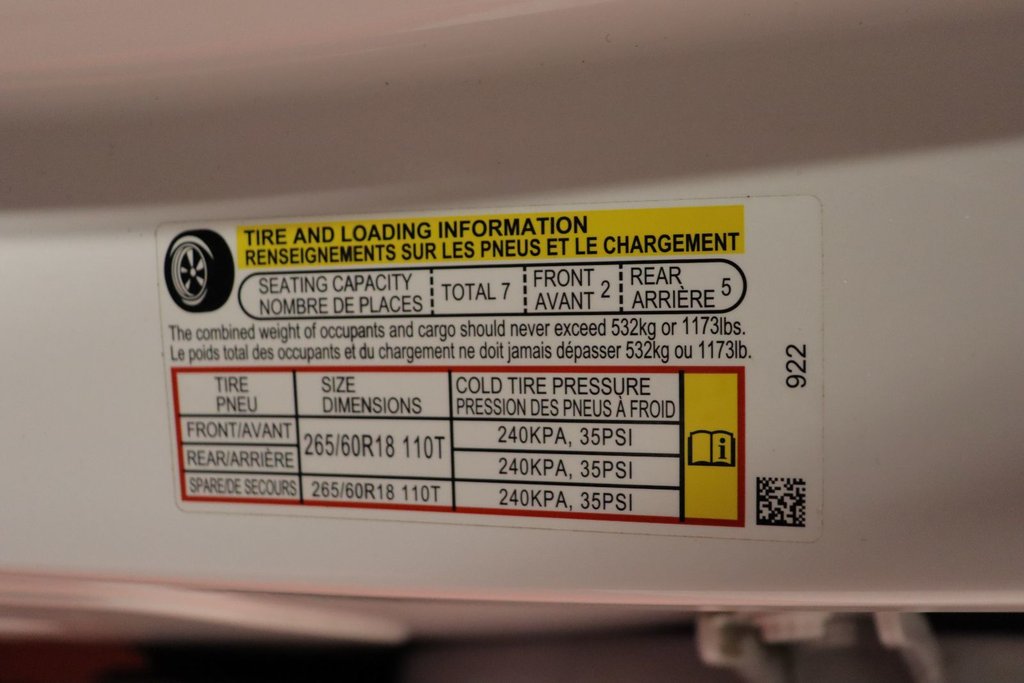 TIRE AND LOADING INFORMATION
RENSEIGNEMENTS SUR LES PNEUS ET LE CHARGEMENT
SEATING CAPACITY
NOMBRE DE PLACES
TOTAL 7
FRONT
AVANT 2
REAR
ARRIÈRE 5
The combined weight of occupants and cargo should never exceed 532kg or 1173lbs.
Le poids total des occupants et du chargement ne doit jamais dépasser 532kg ou 1173lb.
TIRE
PNEU
SIZE
DIMENSIONS
COLD TIRE PRESSURE
PRESSION DES PNEUS À FROID
FRONT/AVANT
265/60R18 110T
240KPA, 35PSI
REAR/ARRIÈRE
240KPA, 35PSI
SPARE/DE SECOURS
265/60R18 110T
240KPA, 35PSI
i
922